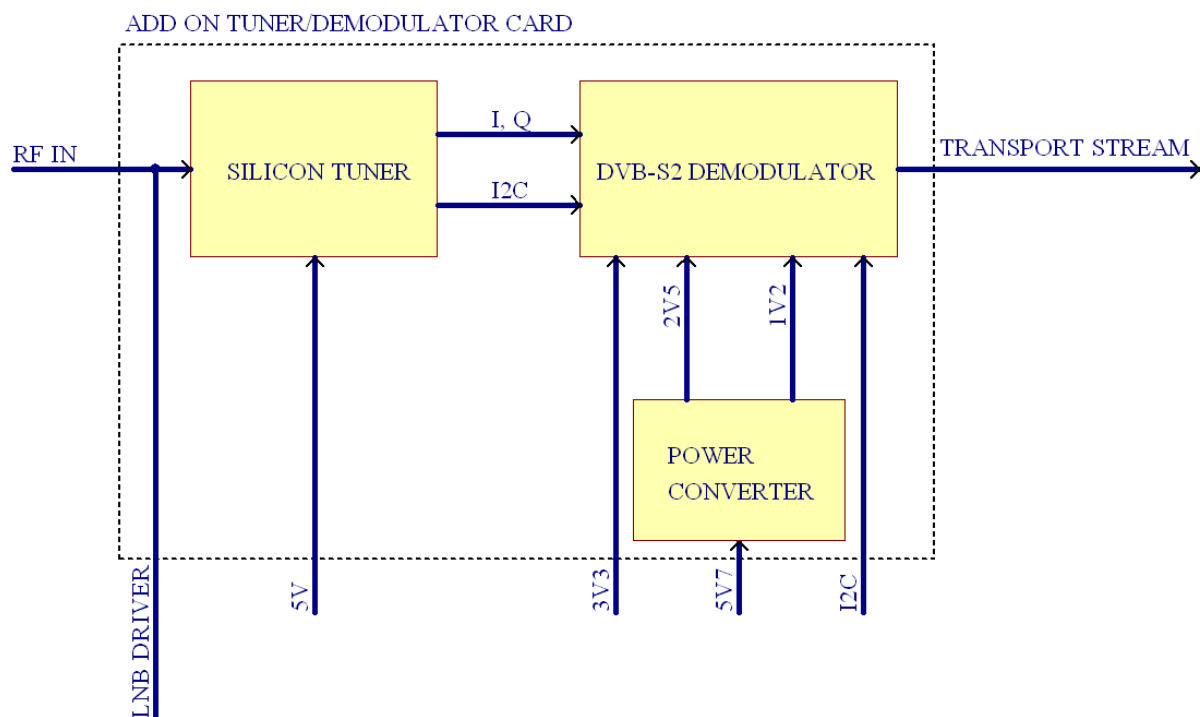 ADD ON TUNER/DEMODULATOR CARD
RF IN
SILICON TUNER
I, Q
I2C
DVB-S2 DEMODULATOR
TRANSPORT STREAM
2V5
1V2
POWER
CONVERTER
LNB DRIVER
5V
3V3
5V7
I2C